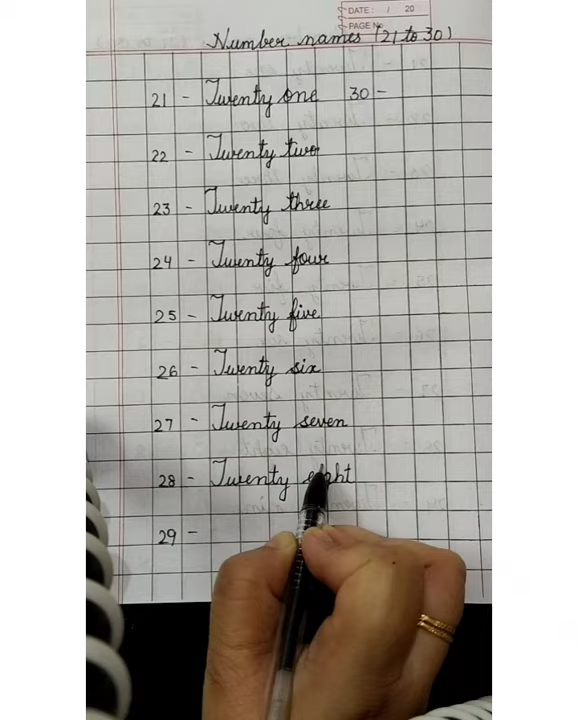 DATE: / 20
PAGE No
Number names (21 to 30)
21 - Twenty one 30 -
22 - Twenty two
23 - Twenty three
24 - Twenty four
25 - Twenty five
26 - Twenty six
27 - Twenty seven
28 - Twenty eight
29 -